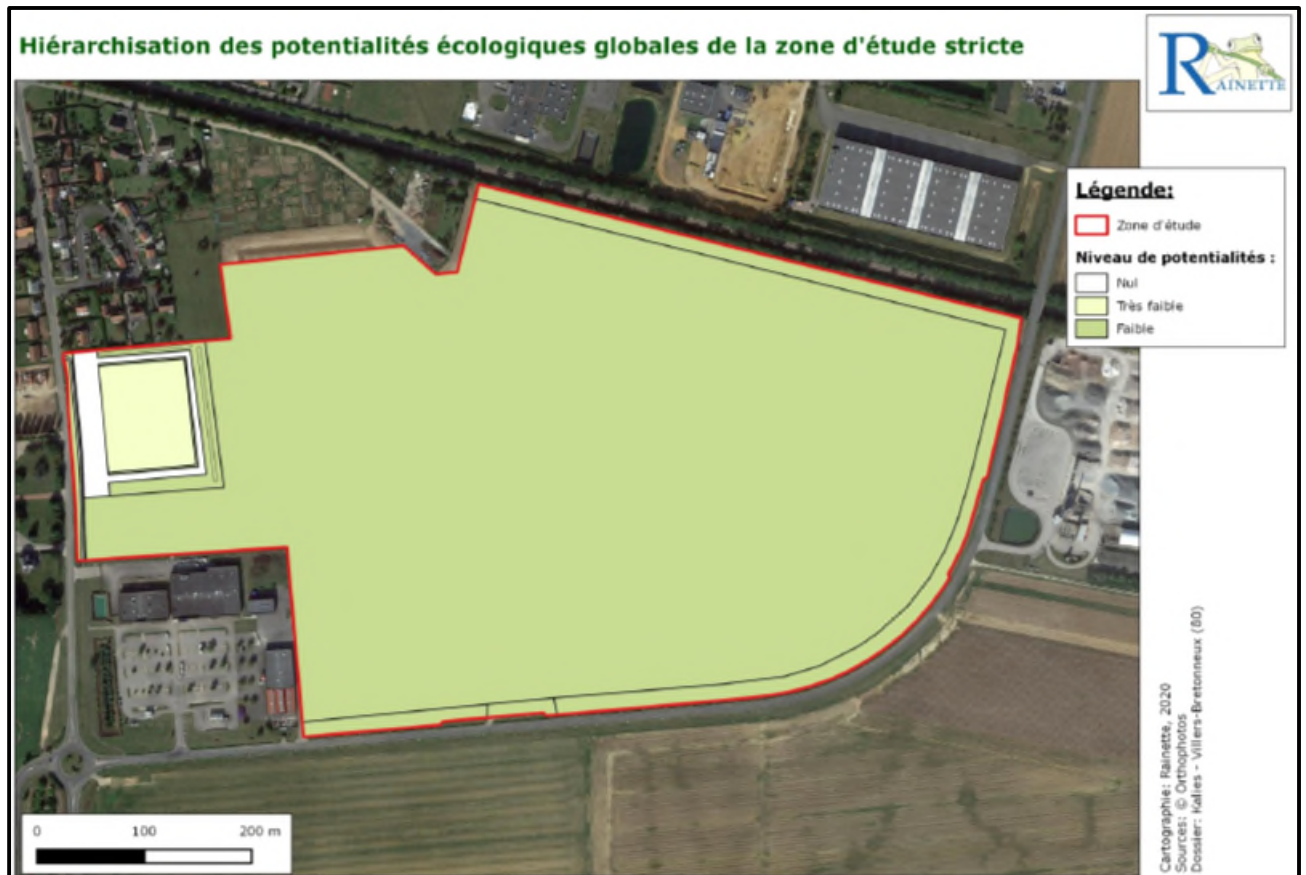 Hiérarchisation des potentialités écologiques globales de la zone d'étude stricte
RAINETTE
Légende:
Zone d'étude
Niveau de potentialités :
Nul
Très faible
Faible
0 100 200 m
Cartographie: Rainette, 2020
Sources: © Orthophotos
Dossier: Kalies - Villers-Bretonneux (80)